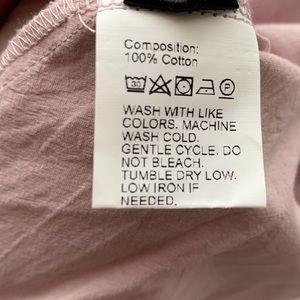 Composition:
100% Cotton
30
WASH WITH LIKE
COLORS. MACHINE
WASH COLD.
GENTLE CYCLE. DO
NOT BLEACH.
TUMBLE DRY LOW.
LOW IRON IF
NEEDED.